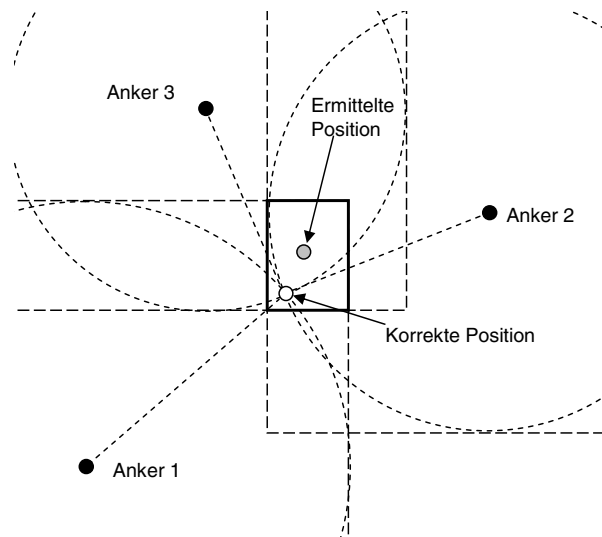 Anker 3
Ermittelte
Position
Anker 2
Korrekte Position
Anker 1